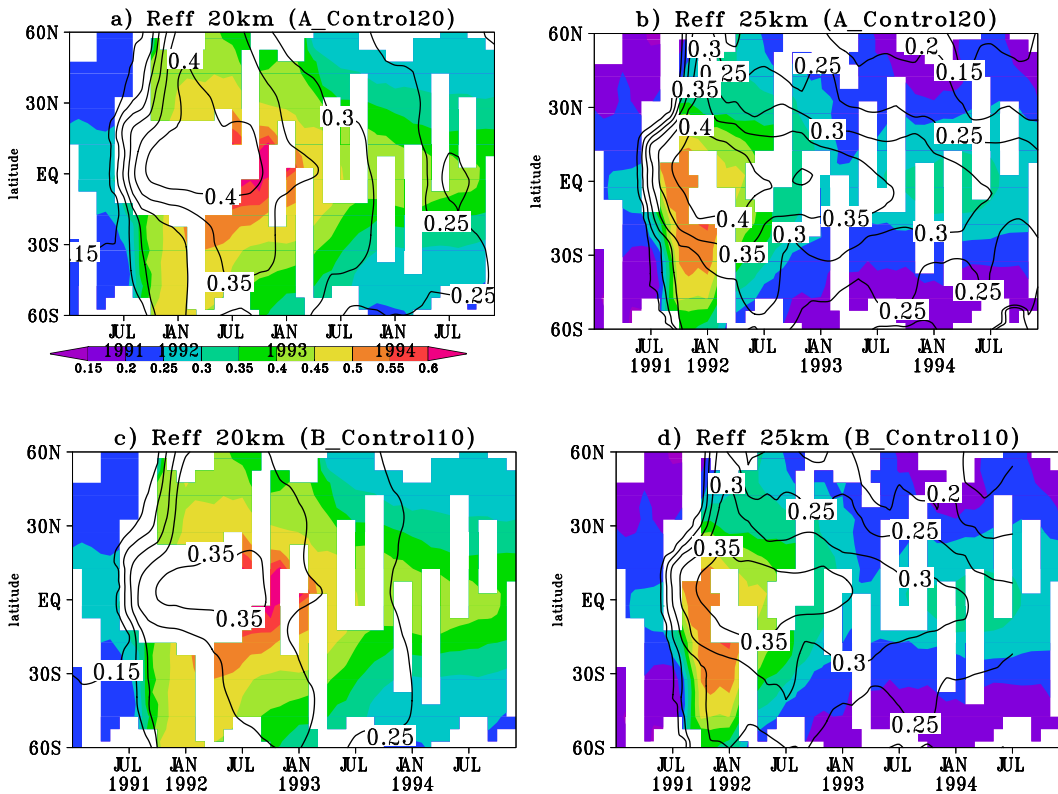 a) Reff 20km (A_Control20)
60N
30N
EQ
30S
60S
latitude
0.4
0.3
0.4
0.35
0.25
0.25
.15
JUL JAN JUL JAN JUL JAN JUL
1991 1992 1993 1994
0.15 0.2 0.25 0.3 0.35 0.4 0.45 0.5 0.55 0.6
b) Reff 25km (A_Control20)
60N
30N
EQ
30S
60S
latitude
0.3
0.2
0.25
0.25
0.15
0.35
0.4
0.3
0.25
0.4
0.35
0.3
0.3
0.35
0.25
0.25
JUL JAN JUL JAN JUL JAN JUL
1991 1992 1993 1994
c) Reff 20km (B_Control10)
60N
30N
EQ
30S
60S
latitude
0.35
0.35
0.15
0.25
JUL JAN JUL JAN JUL JAN JUL
1991 1992 1993 1994
d) Reff 25km (B_Control10)
60N
30N
EQ
30S
60S
latitude
0.3
0.2
0.25
0.25
0.35
0.3
0.35
0.3
0.25
JUL JAN JUL JAN JUL JAN JUL
1991 1992 1993 1994